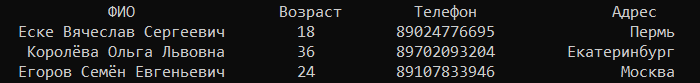 ФИО Возраст Телефон Адрес
Еске Вячеслав Сергеевич 18 89024776695 Пермь
Королёва Ольга Львовна 36 89702093204 Екатеринбург
Егоров Семён Евгеньевич 24 89107833946 Москва